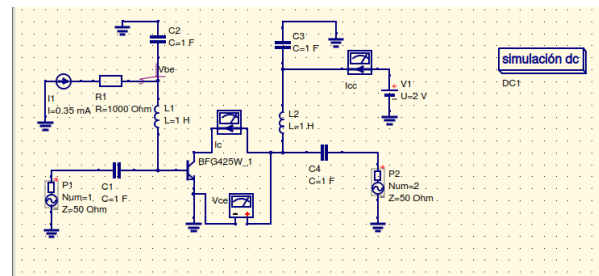 C2
C=1 F
Vbe
I1
I=0.35 mA
R1
R=1000 Ohm
L1
L=1 H
P1
Num=1
Z=50 Ohm
C1
C=1 F
Ic
BFG425W_1
Vce
C3
C=1 F
Icc
V1
U=2 V
L2
L=1 H
C4
C=1 F
P2
Num=2
Z=50 Ohm
simulación dc
DC1